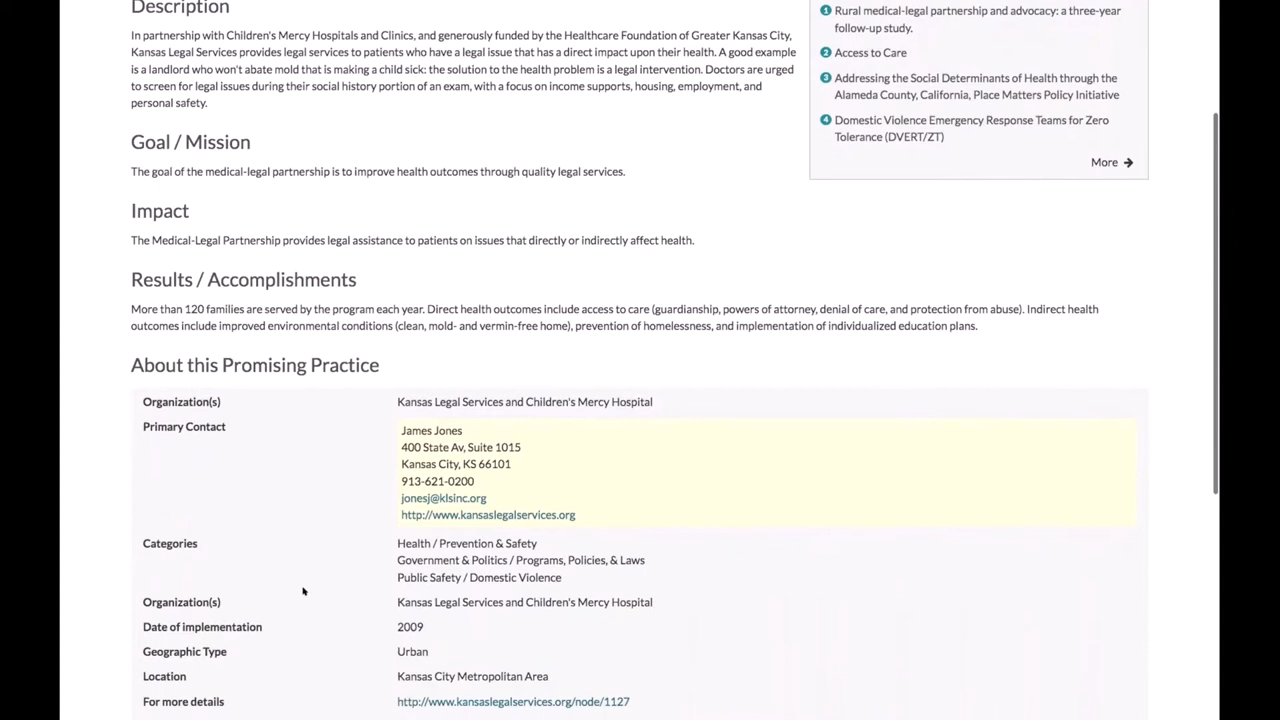 Description
In partnership with Children's Mercy Hospitals and Clinics, and generously funded by the Healthcare Foundation of Greater Kansas City,
Kansas Legal Services provides legal services to patients who have a legal issue that has a direct impact upon their health. A good example
is a landlord who won't abate mold that is making a child sick: the solution to the health problem is a legal intervention. Doctors are urged
to screen for legal issues during their social history portion of an exam, with a focus on income supports, housing, employment, and
personal safety.
Goal / Mission
The goal of the medical-legal partnership is to improve health outcomes through quality legal services.
Impact
The Medical-Legal Partnership provides legal assistance to patients on issues that directly or indirectly affect health.
Results / Accomplishments
More than 120 families are served by the program each year. Direct health outcomes include access to care (guardianship, powers of attorney, denial of care, and protection from abuse). Indirect health
outcomes include improved environmental conditions (clean, mold- and vermin-free home), prevention of homelessness, and implementation of individualized education plans.
About this Promising Practice
Organization(s) Kansas Legal Services and Children's Mercy Hospital
Primary Contact James Jones
400 State Av, Suite 1015
Kansas City, KS 66101
913-621-0200
jonesj@klsinc.org
http://www.kansaslegalservices.org
Categories Health / Prevention & Safety
Government & Politics / Programs, Policies, & Laws
Public Safety / Domestic Violence
Organization(s) Kansas Legal Services and Children's Mercy Hospital
Date of implementation 2009
Geographic Type Urban
Location Kansas City Metropolitan Area
For more details http://www.kansaslegalservices.org/node/1127
1 Rural medical-legal partnership and advocacy: a three-year
follow-up study.
2 Access to Care
3 Addressing the Social Determinants of Health through the
Alameda County, California, Place Matters Policy Initiative
4 Domestic Violence Emergency Response Teams for Zero
Tolerance (DVERT/ZT)
More →